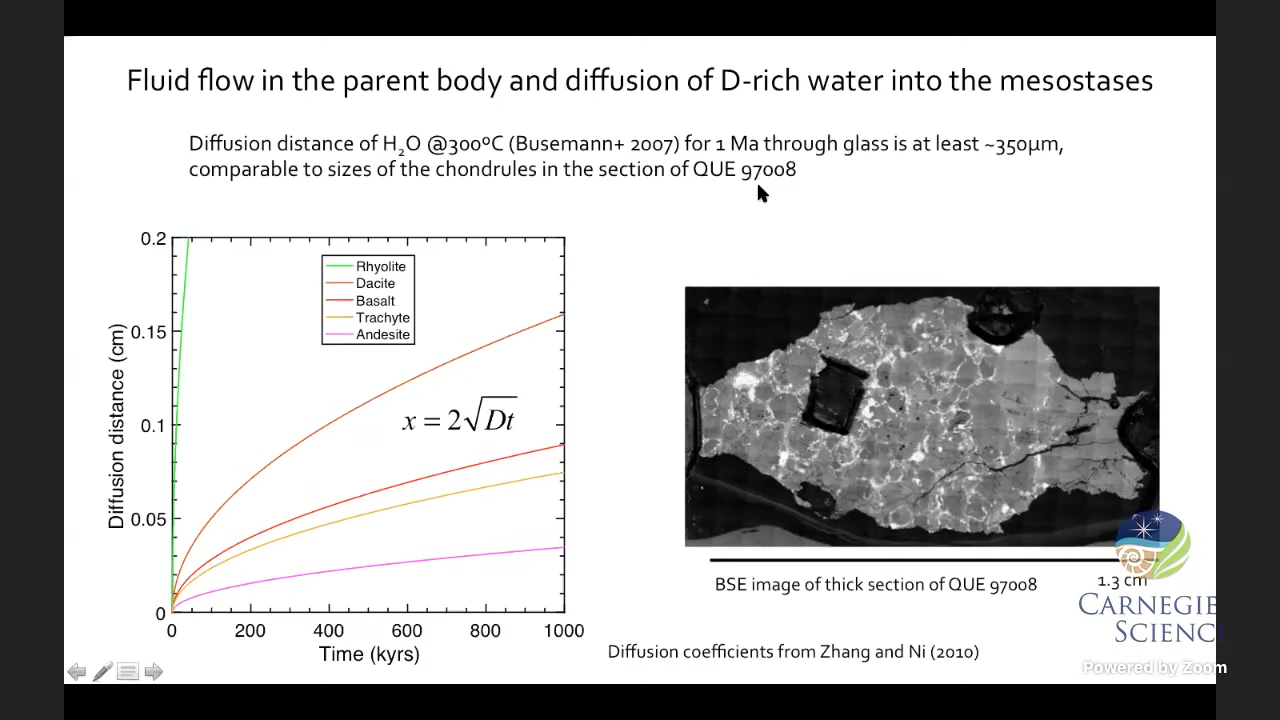 Fluid flow in the parent body and diffusion of D-rich water into the mesostases
Diffusion distance of H₂O @300ºC (Busemann+ 2007) for 1 Ma through glass is at least ~350µm,
comparable to sizes of the chondrules in the section of QUE 97008
Diffusion distance (cm)
0.2
0.15
0.1
0.05
0
Rhyolite
Dacite
Basalt
Trachyte
Andesite
x = 2√Dt
0 200 400 600 800 1000
Time (kyrs)
BSE image of thick section of QUE 97008
1.3 cm
Diffusion coefficients from Zhang and Ni (2010)
CARNEGIE
SCIENC
Powered by Zoom